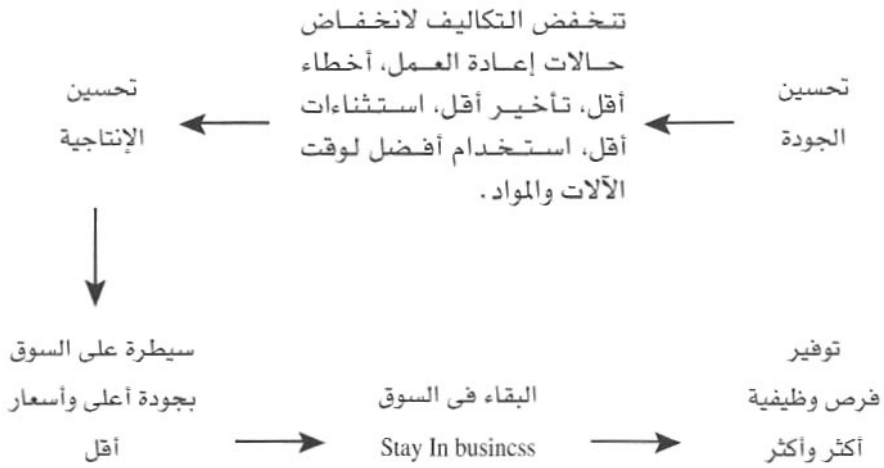 تحسين
الجودة
تنخفض التكاليف لانخفاض
حالات إعادة العمل، أخطاء
أقل، تأخير أقل، استثناءات
أقل، استخدام أفضل لوقت
الآلات والمواد.
تحسين
الإنتاجية
سيطرة على السوق
بجودة أعلى وأسعار
أقل
البقاء فى السوق
Stay In business
توفير
فرص وظيفية
أكثر وأكثر